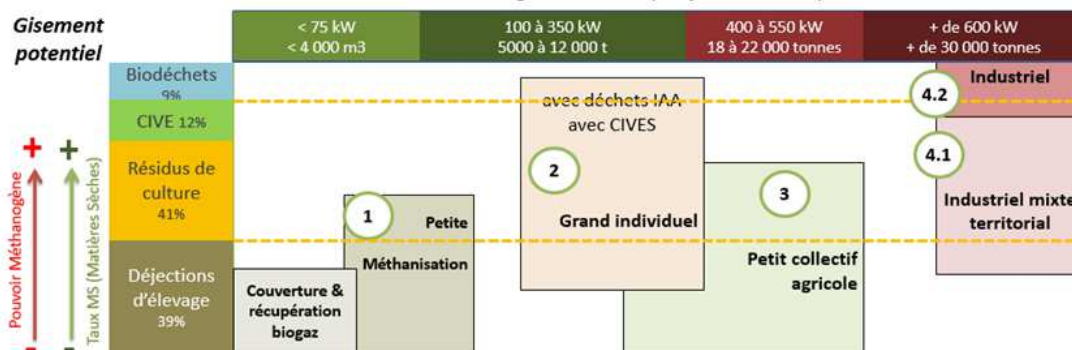 Gisement
potentiel
< 75 kW
< 4 000 m3
100 à 350 kW
5000 à 12 000 t
400 à 550 kW
18 à 22 000 tonnes
+ de 600 kW
+ de 30 000 tonnes
Biodéchets
9%
CIVE 12%
Résidus de
culture
41%
Déjections
d'élevage
39%
+
+
Pouvoir Méthanogène
Taux MS (Matières Sèches)
-
-
Couverture &
récupération
biogaz
1
Petite
Méthanisation
avec déchets IAA
avec CIVES
2
Grand individuel
3
Petit collectif
agricole
4.2
Industriel
4.1
Industriel mixte
territorial